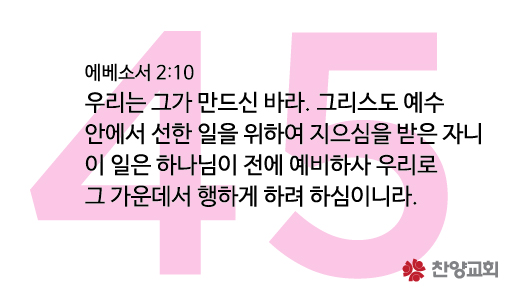 45
에베소서 2:10
우리는 그가 만드신 바라. 그리스도 예수
안에서 선한 일을 위하여 지으심을 받은 자니
이 일은 하나님이 전에 예비하사 우리로
그 가운데서 행하게 하려 하심이니라.
찬양교회